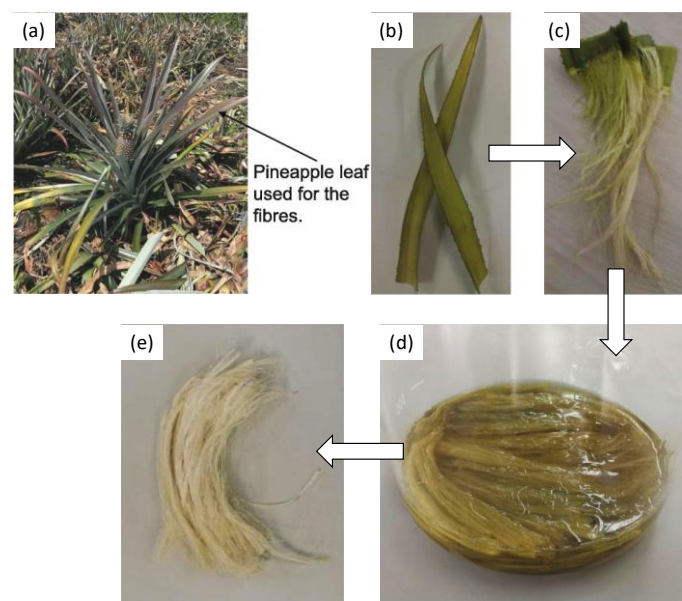 (a)
Pineapple leaf
used for the
fibres.
(b)
(c)
(e)
(d)